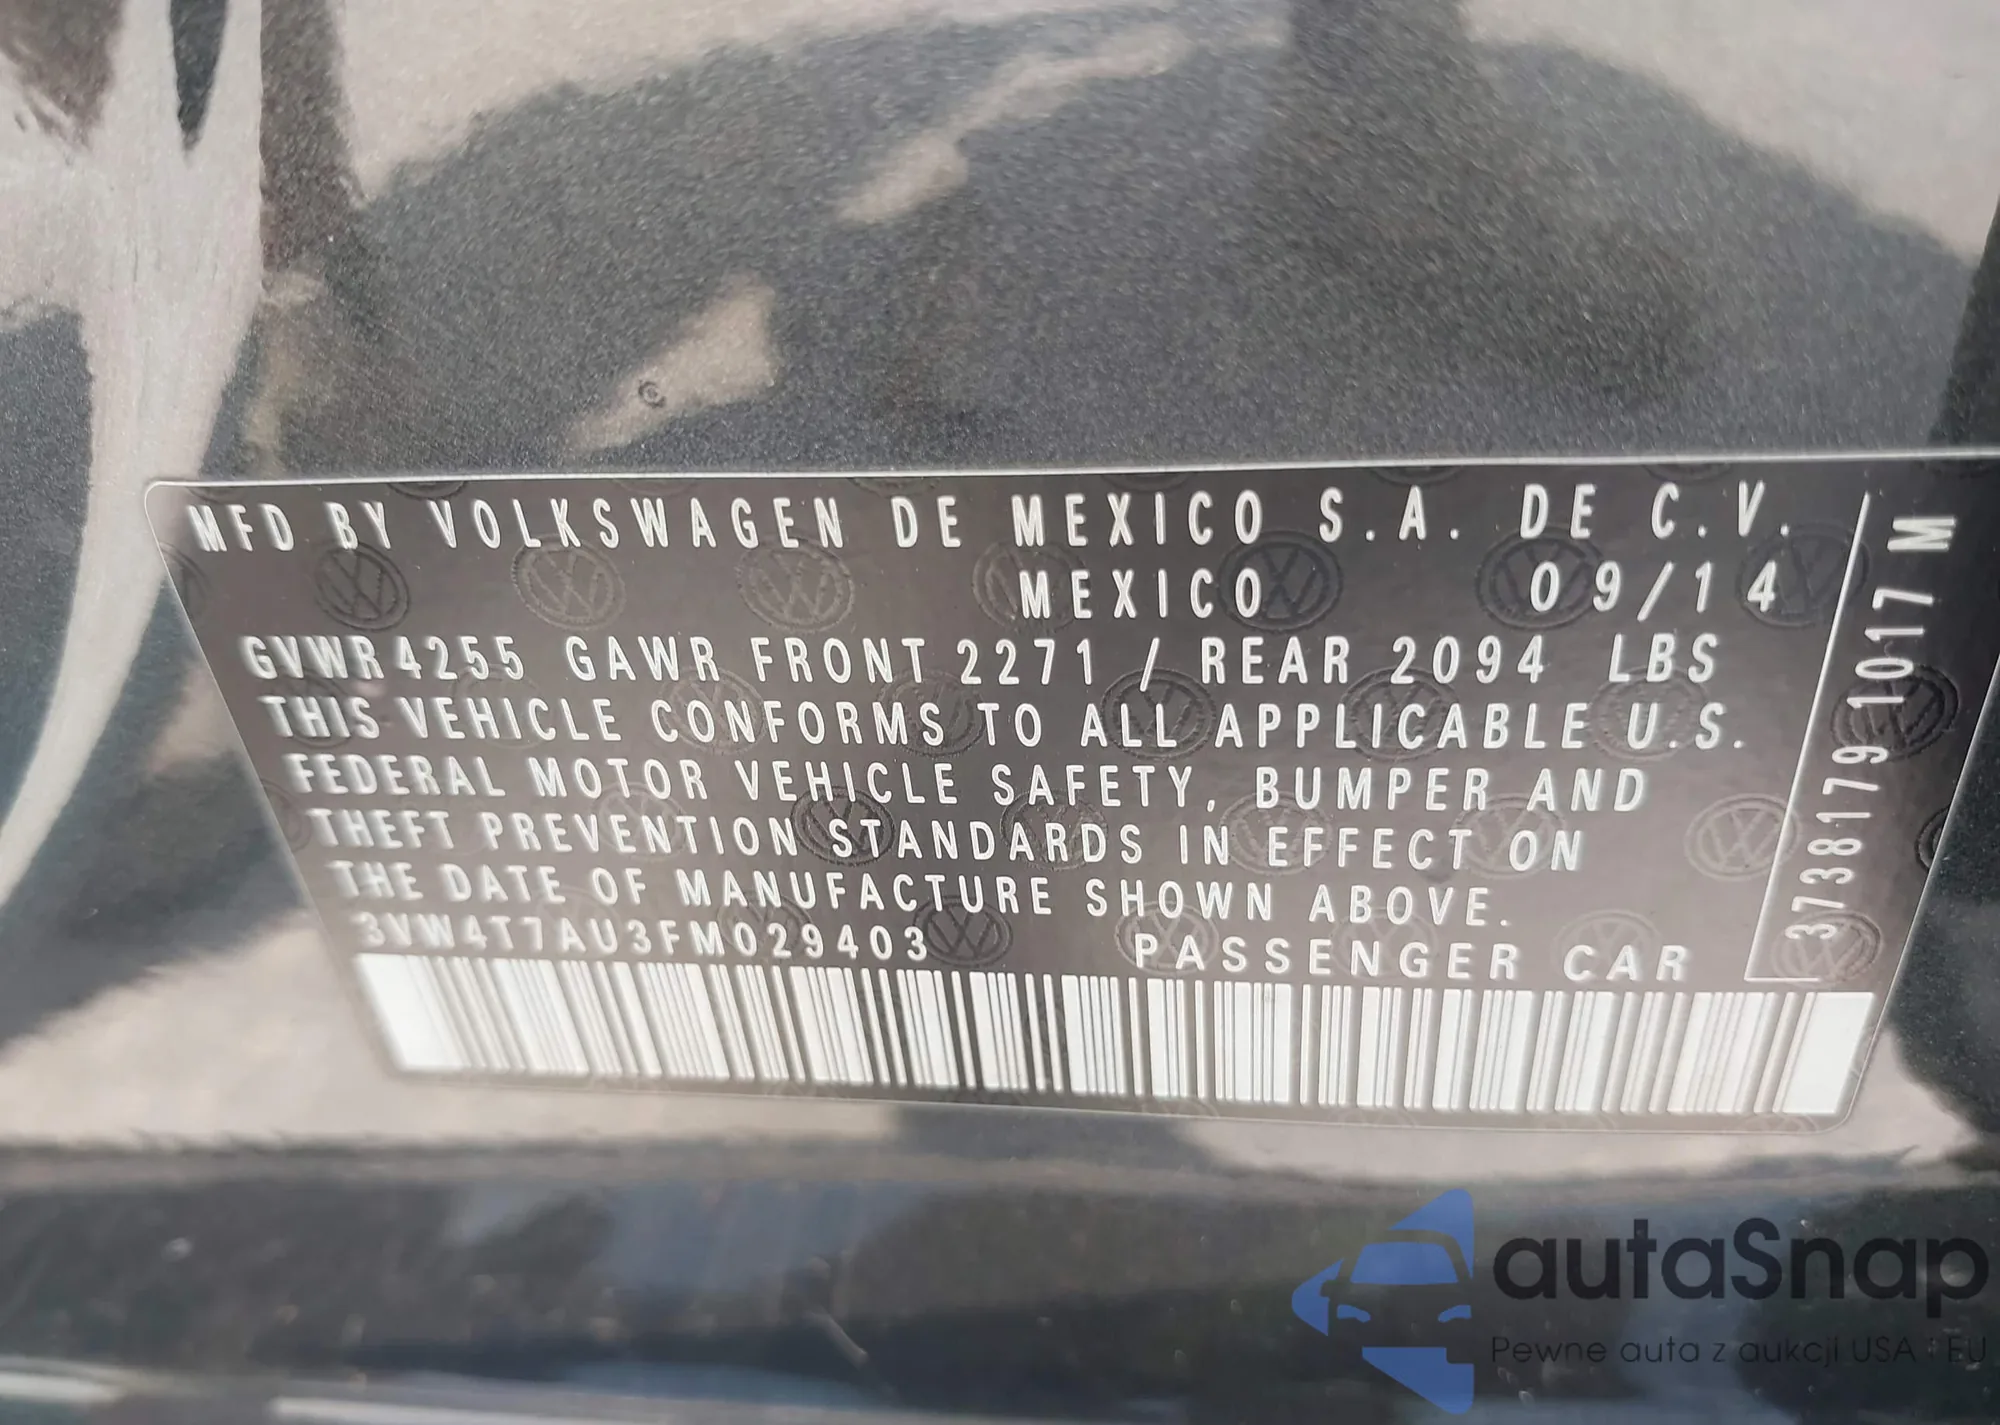 MFD BY VOLKSWAGEN DE MEXICO S.A. DE C.V.
MEXICO 09/14
GVWR 4255 GAWR FRONT 2271 / REAR 2094 LBS
THIS VEHICLE CONFORMS TO ALL APPLICABLE U.S.
FEDERAL MOTOR VEHICLE SAFETY, BUMPER AND
THEFT PREVENTION STANDARDS IN EFFECT ON
THE DATE OF MANUFACTURE SHOWN ABOVE.
3VW4T7AU3FM029403 PASSENGER CAR
3738179 1017 M
autaSnap
Pewne auta z aukcji USA i EU